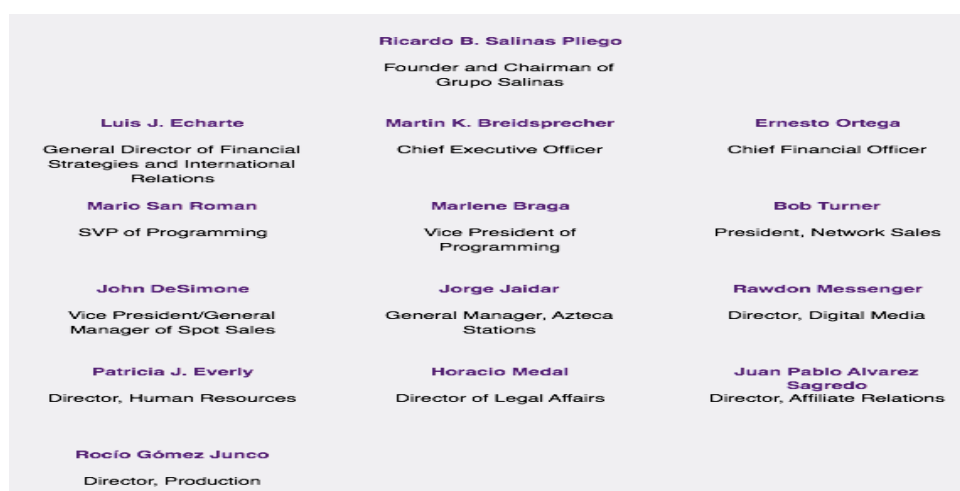 Ricardo B. Salinas Pliego
Founder and Chairman of
Grupo Salinas
Luis J. Echarte
General Director of Financial
Strategies and International
Relations
Martin K. Breidsprecher
Chief Executive Officer
Ernesto Ortega
Chief Financial Officer
Mario San Roman
SVP of Programming
Marlene Braga
Vice President of
Programming
Bob Turner
President, Network Sales
John DeSimone
Vice President/General
Manager of Spot Sales
Jorge Jaidar
General Manager, Azteca
Stations
Rawdon Messenger
Director, Digital Media
Patricia J. Everly
Director, Human Resources
Horacio Medal
Director of Legal Affairs
Juan Pablo Alvarez
Sagredo
Director, Affiliate Relations
Rocío Gómez Junco
Director, Production